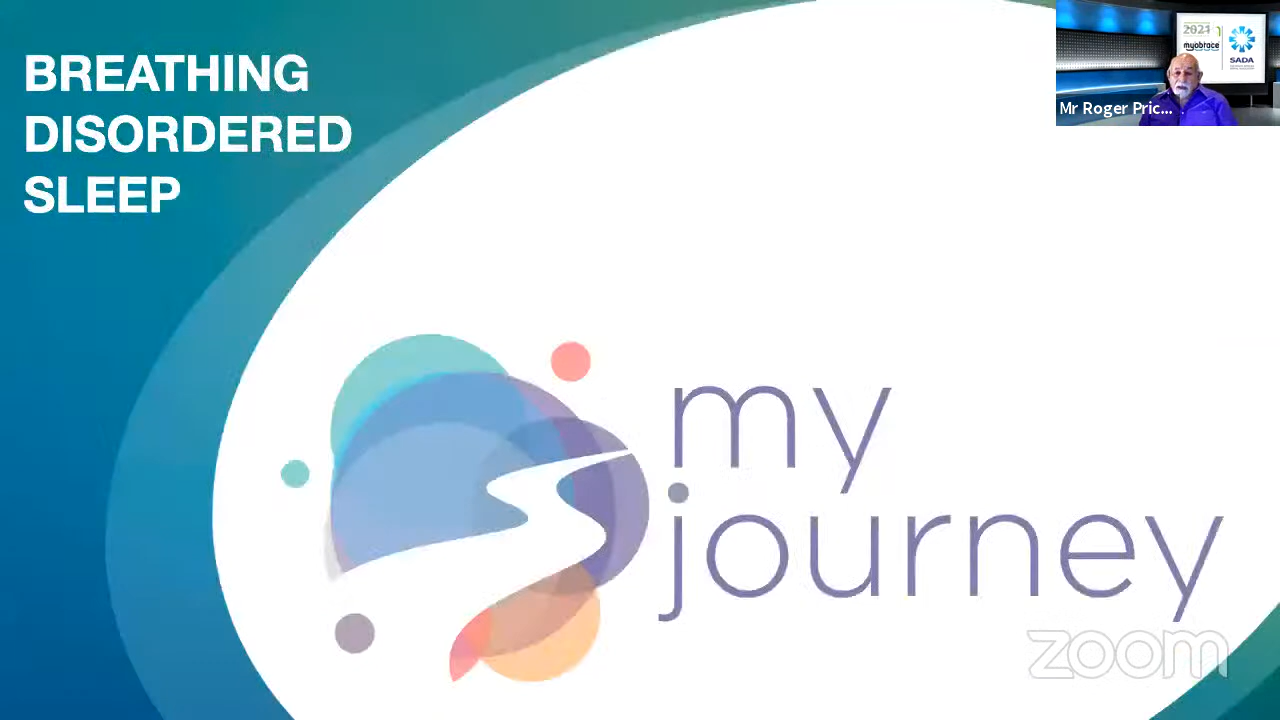 BREATHING
DISORDERED
SLEEP
my
journey
2021
myobrace
SADA
Mr Roger Pric...
zoom